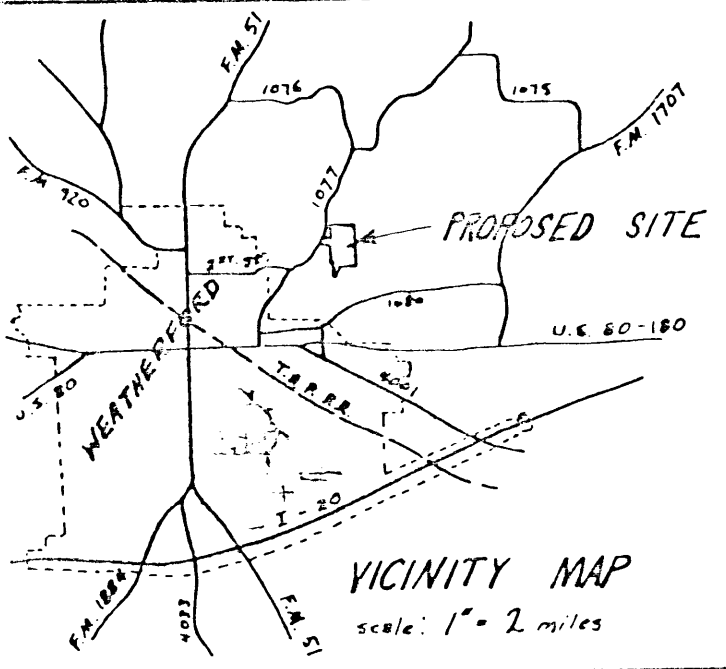 F.M. 51
1076
1075
F.M. 1707
F.M 920
1077
PROPOSED SITE
1080
U.S. 80-180
WEATHERFORD
U.S. 80
T.& P. R.R.
4001
I-20
F.M. 1884
4033
F.M. 51
VICINITY MAP
scale: 1" = 2 miles